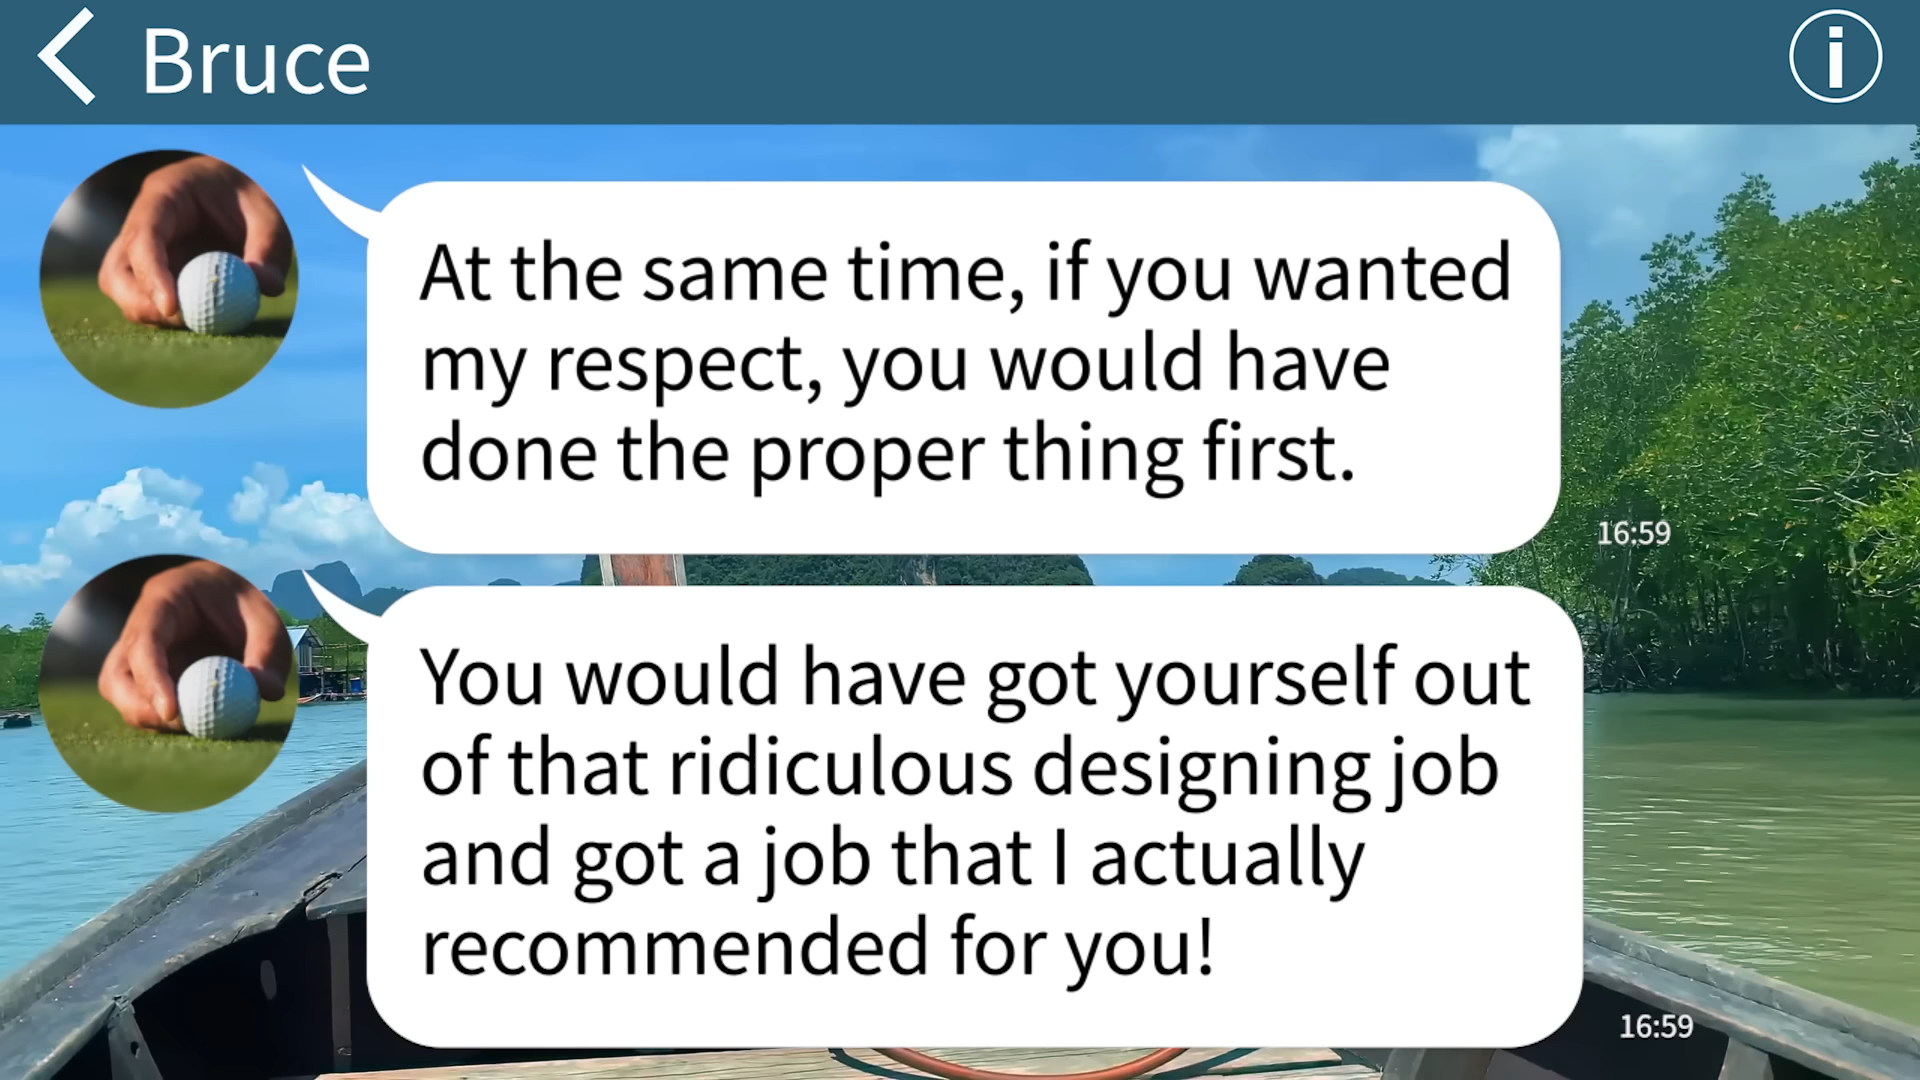 Bruce
At the same time, if you wanted
my respect, you would have
done the proper thing first.
16:59
You would have got yourself out
of that ridiculous designing job
and got a job that I actually
recommended for you!
16:59